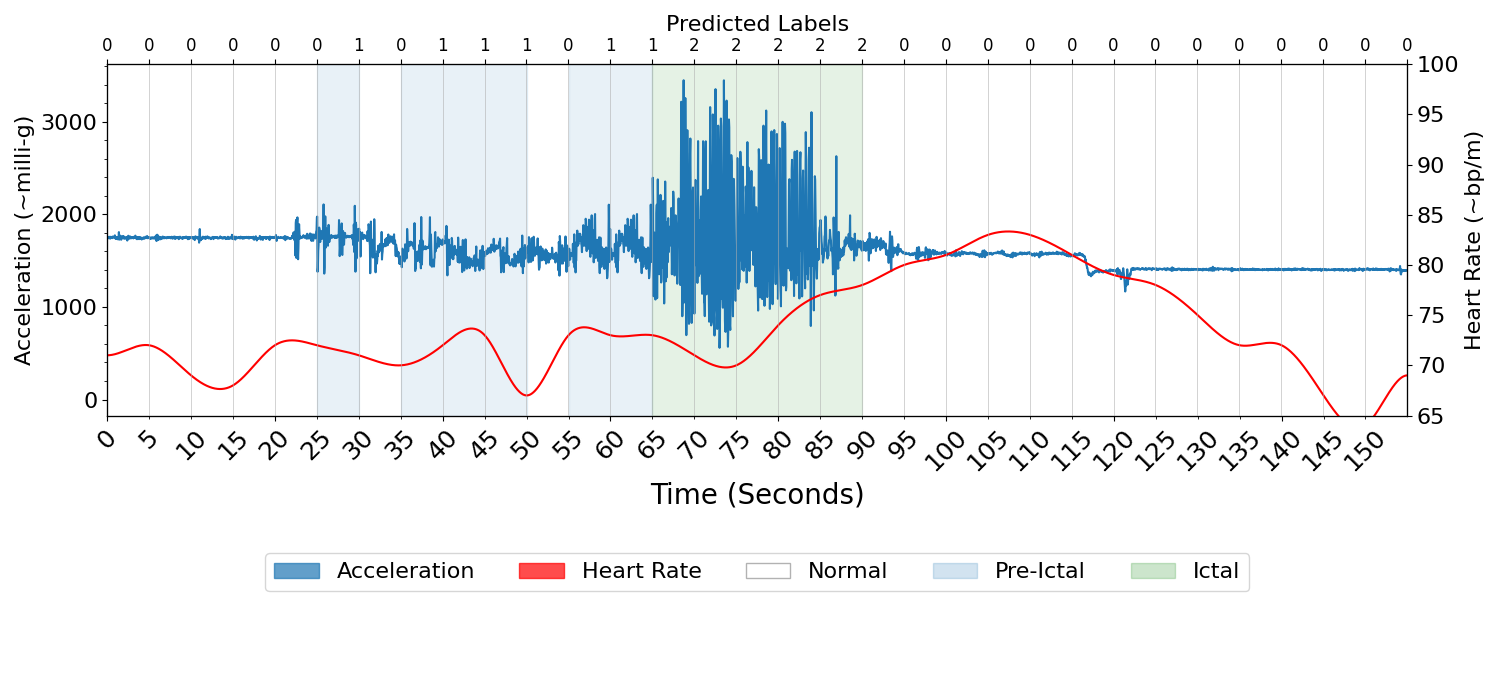 Predicted Labels
0 0 0 0 0 0 1 0 1 1 1 0 1 1 2 2 2 2 2 0 0 0 0 0 0 0 0 0 0 0 0 0
3000
2000
1000
0
Acceleration (~milli-g)
100
95
90
85
80
75
70
65
Heart Rate (~bp/m)
0 5 10 15 20 25 30 35 40 45 50 55 60 65 70 75 80 85 90 95 100 105 110 115 120 125 130 135 140 145 150
Time (Seconds)
Acceleration Heart Rate Normal Pre-Ictal Ictal